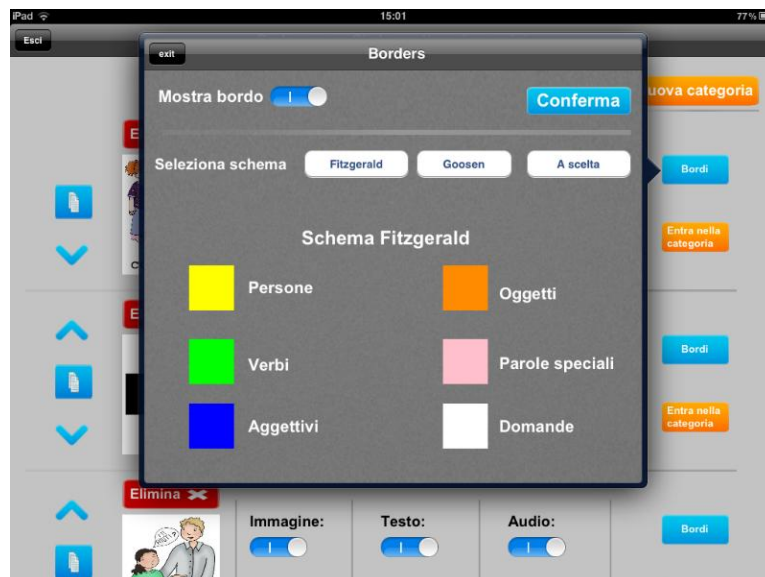 iPad 15:01 77%
Esci
exit Borders
Mostra bordo Conferma
uova categoria
Seleziona schema Fitzgerald Goosen A scelta
Bordi
Schema Fitzgerald
Entra nella
categoria
Persone Oggetti
Verbi Parole speciali
Bordi
Aggettivi Domande
Entra nella
categoria
Elimina
Immagine: Testo: Audio:
Bordi